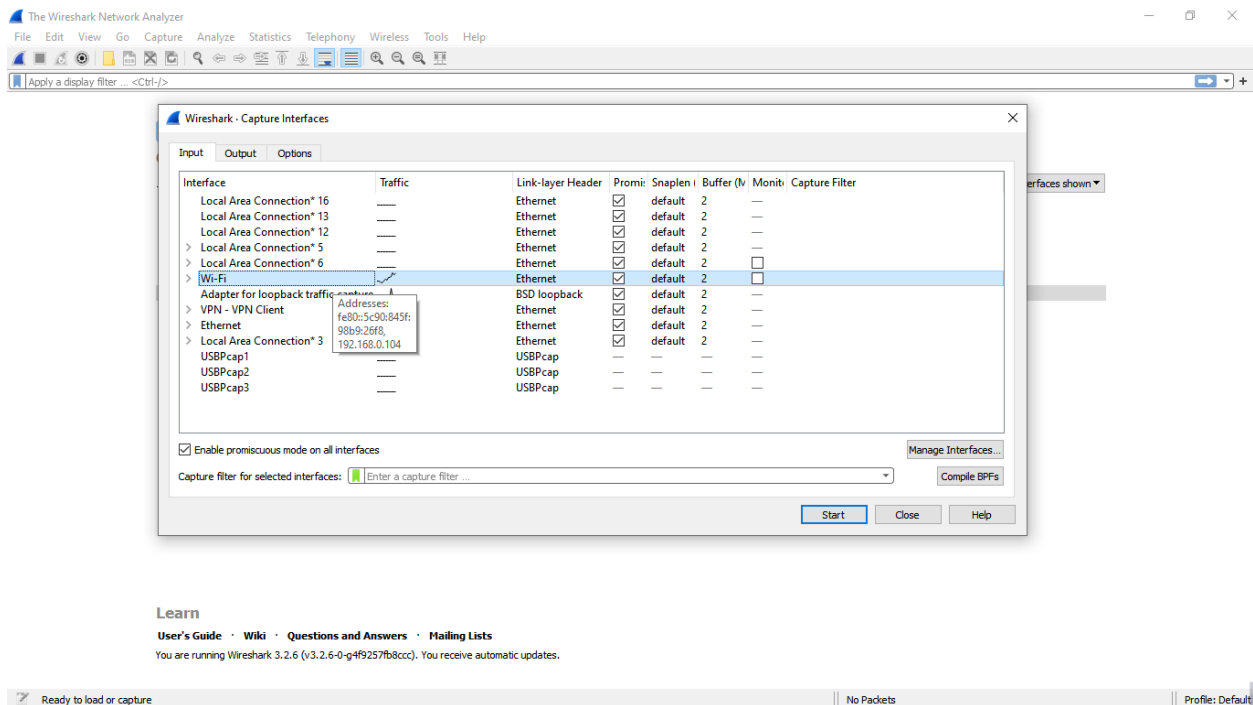 The Wireshark Network Analyzer
File Edit View Go Capture Analyze Statistics Telephony Wireless Tools Help
Apply a display filter ... <Ctrl-/>
Wireshark · Capture Interfaces
Input Output Options
Interface Traffic Link-layer Header Promis Snaplen ( Buffer (M Monito Capture Filter
erfaces shown
Local Area Connection* 16 Ethernet default 2 —
Local Area Connection* 13 Ethernet default 2 —
Local Area Connection* 12 Ethernet default 2 —
Local Area Connection* 5 Ethernet default 2 —
Local Area Connection* 6 Ethernet default 2
Wi-Fi Ethernet default 2
Adapter for loopback traffic capture BSD loopback default 2 —
VPN - VPN Client Ethernet default 2 —
Ethernet Ethernet default 2 —
Local Area Connection* 3 Ethernet default 2 —
USBPcap1 USBPcap — — — —
USBPcap2 USBPcap — — — —
USBPcap3 USBPcap — — — —
Addresses:
fe80::5c90:845f:
98b9:26f8,
192.168.0.104
Enable promiscuous mode on all interfaces
Manage Interfaces...
Capture filter for selected interfaces: Enter a capture filter ... Compile BPFs
Start Close Help
Learn
User's Guide · Wiki · Questions and Answers · Mailing Lists
You are running Wireshark 3.2.6 (v3.2.6-0-g4f9257fb8ccc). You receive automatic updates.
Ready to load or capture No Packets Profile: Default